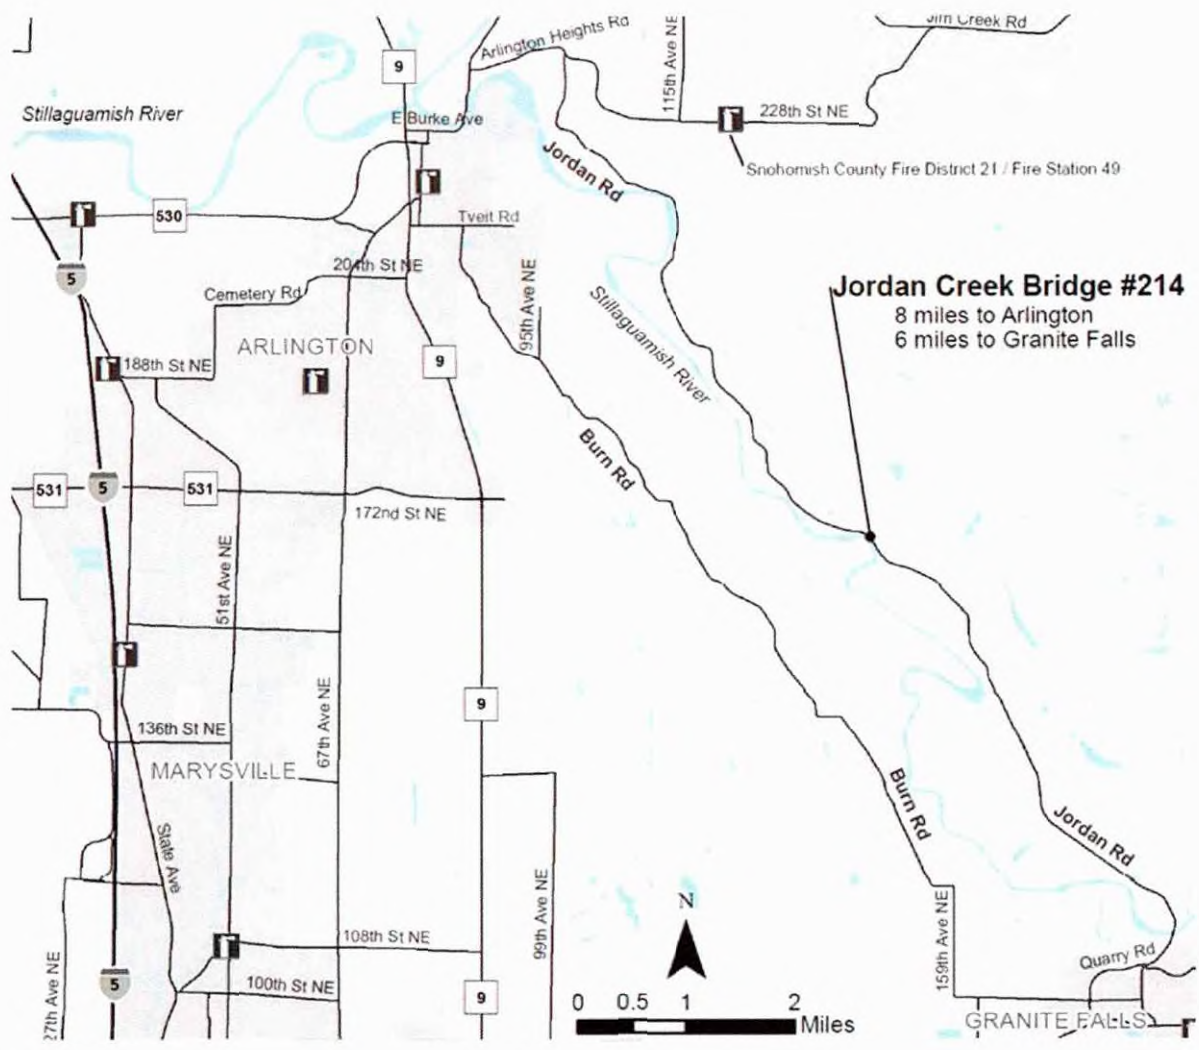 Jim Creek Rd
Arlington Heights Rd
115th Ave NE
9
Stillaguamish River
E Burke Ave
228th St NE
Jordan Rd
Snohomish County Fire District 21 / Fire Station 49
530
Tveit Rd
5
204th St NE
Cemetery Rd
95th Ave NE
Stillaguamish River
Jordan Creek Bridge #214
8 miles to Arlington
6 miles to Granite Falls
ARLINGTON
9
188th St NE
Burn Rd
531
5
531
172nd St NE
51st Ave NE
67th Ave NE
9
136th St NE
MARYSVILLE
Burn Rd
Jordan Rd
State Ave
99th Ave NE
N
159th Ave NE
108th St NE
Quarry Rd
27th Ave NE
5
100th St NE
9
0 0.5 1 2
Miles
GRANITE FALLS